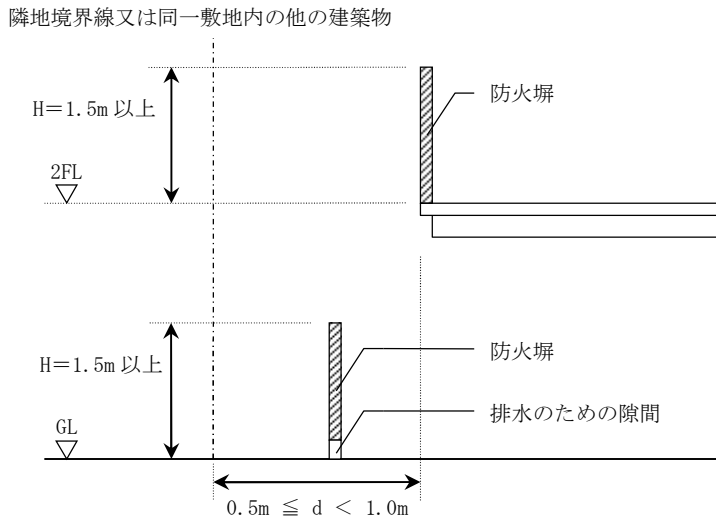 隣地境界線又は同一敷地内の他の建築物
H＝1.5m 以上
防火塀
2FL
H＝1.5m 以上
防火塀
排水のための隙間
GL
0.5m ≦ d ＜ 1.0m